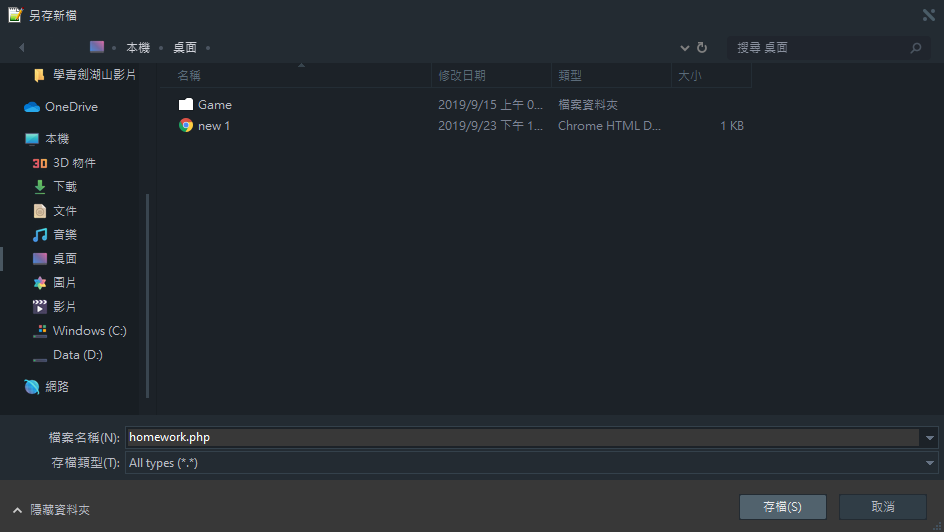 另存新檔
本機 桌面
搜尋 桌面
學青劍湖山影片
OneDrive
本機
3D 物件
下載
文件
音樂
桌面
圖片
影片
Windows (C:)
Data (D:)
網路
名稱 修改日期 類型 大小
Game 2019/9/15 上午 0... 檔案資料夾
new 1 2019/9/23 下午 1... Chrome HTML D... 1 KB
檔案名稱(N): homework.php
存檔類型(T): All types (*.*)
隱藏資料夾
存檔(S) 取消